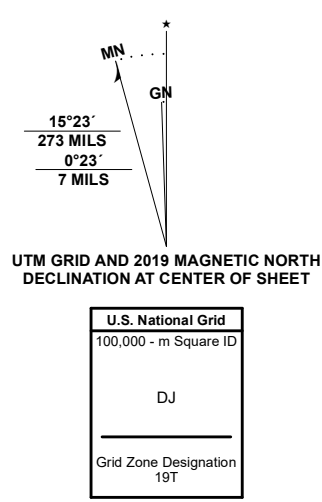 ★
MN
GN
15°23´
273 MILS
0°23´
7 MILS
UTM GRID AND 2019 MAGNETIC NORTH
DECLINATION AT CENTER OF SHEET
U.S. National Grid
100,000 - m Square ID
DJ
Grid Zone Designation
19T